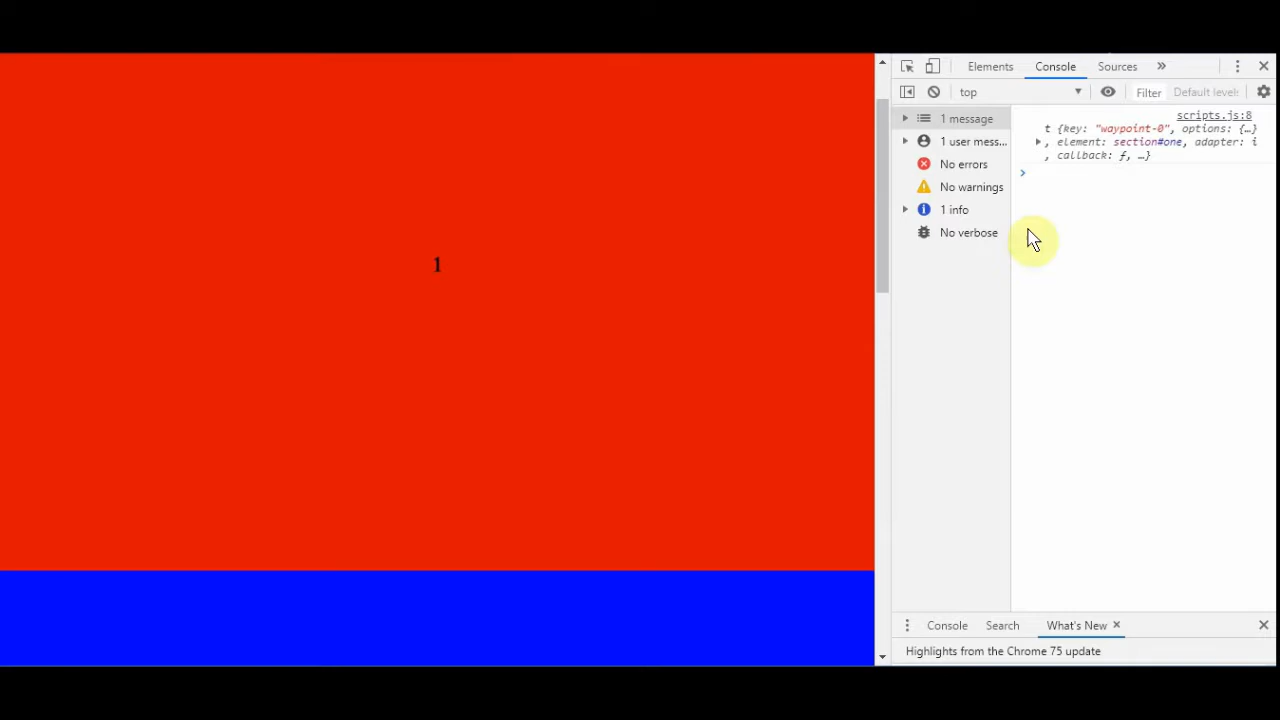 1
Elements Console Sources »
top Filter Default levels
1 message
1 user mess...
No errors
No warnings
1 info
No verbose
scripts.js:8
t {key: "waypoint-0", options: {…}
, element: section#one, adapter: i
, callback: ƒ, …}
Console Search What's New
Highlights from the Chrome 75 update